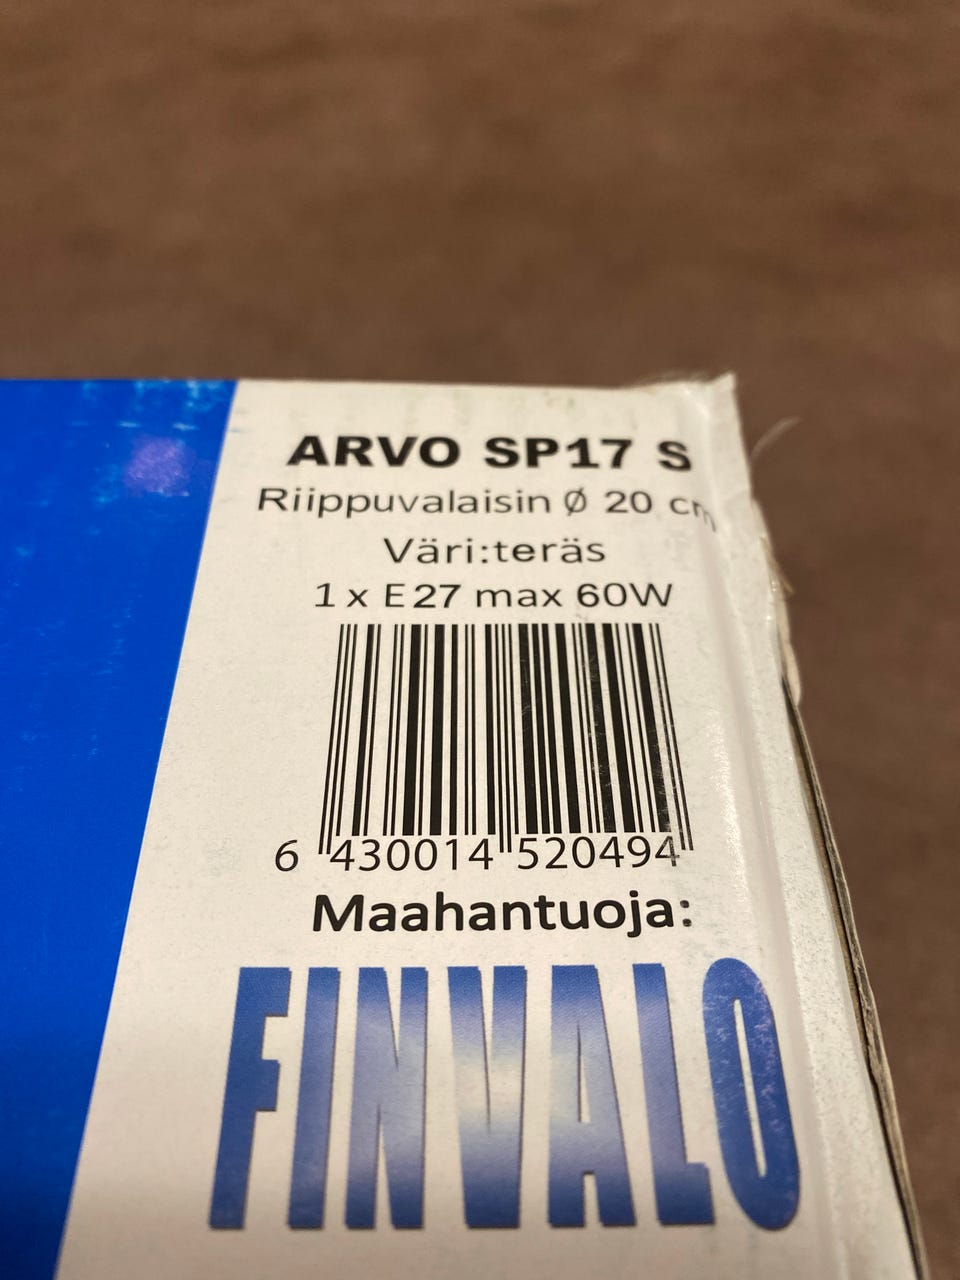 ARVO SP17 S
Riippuvalaisin Ø 20 cm
Väri:teräs
1 x E27 max 60W
6 430014 520494
Maahantuoja:
FINVALO